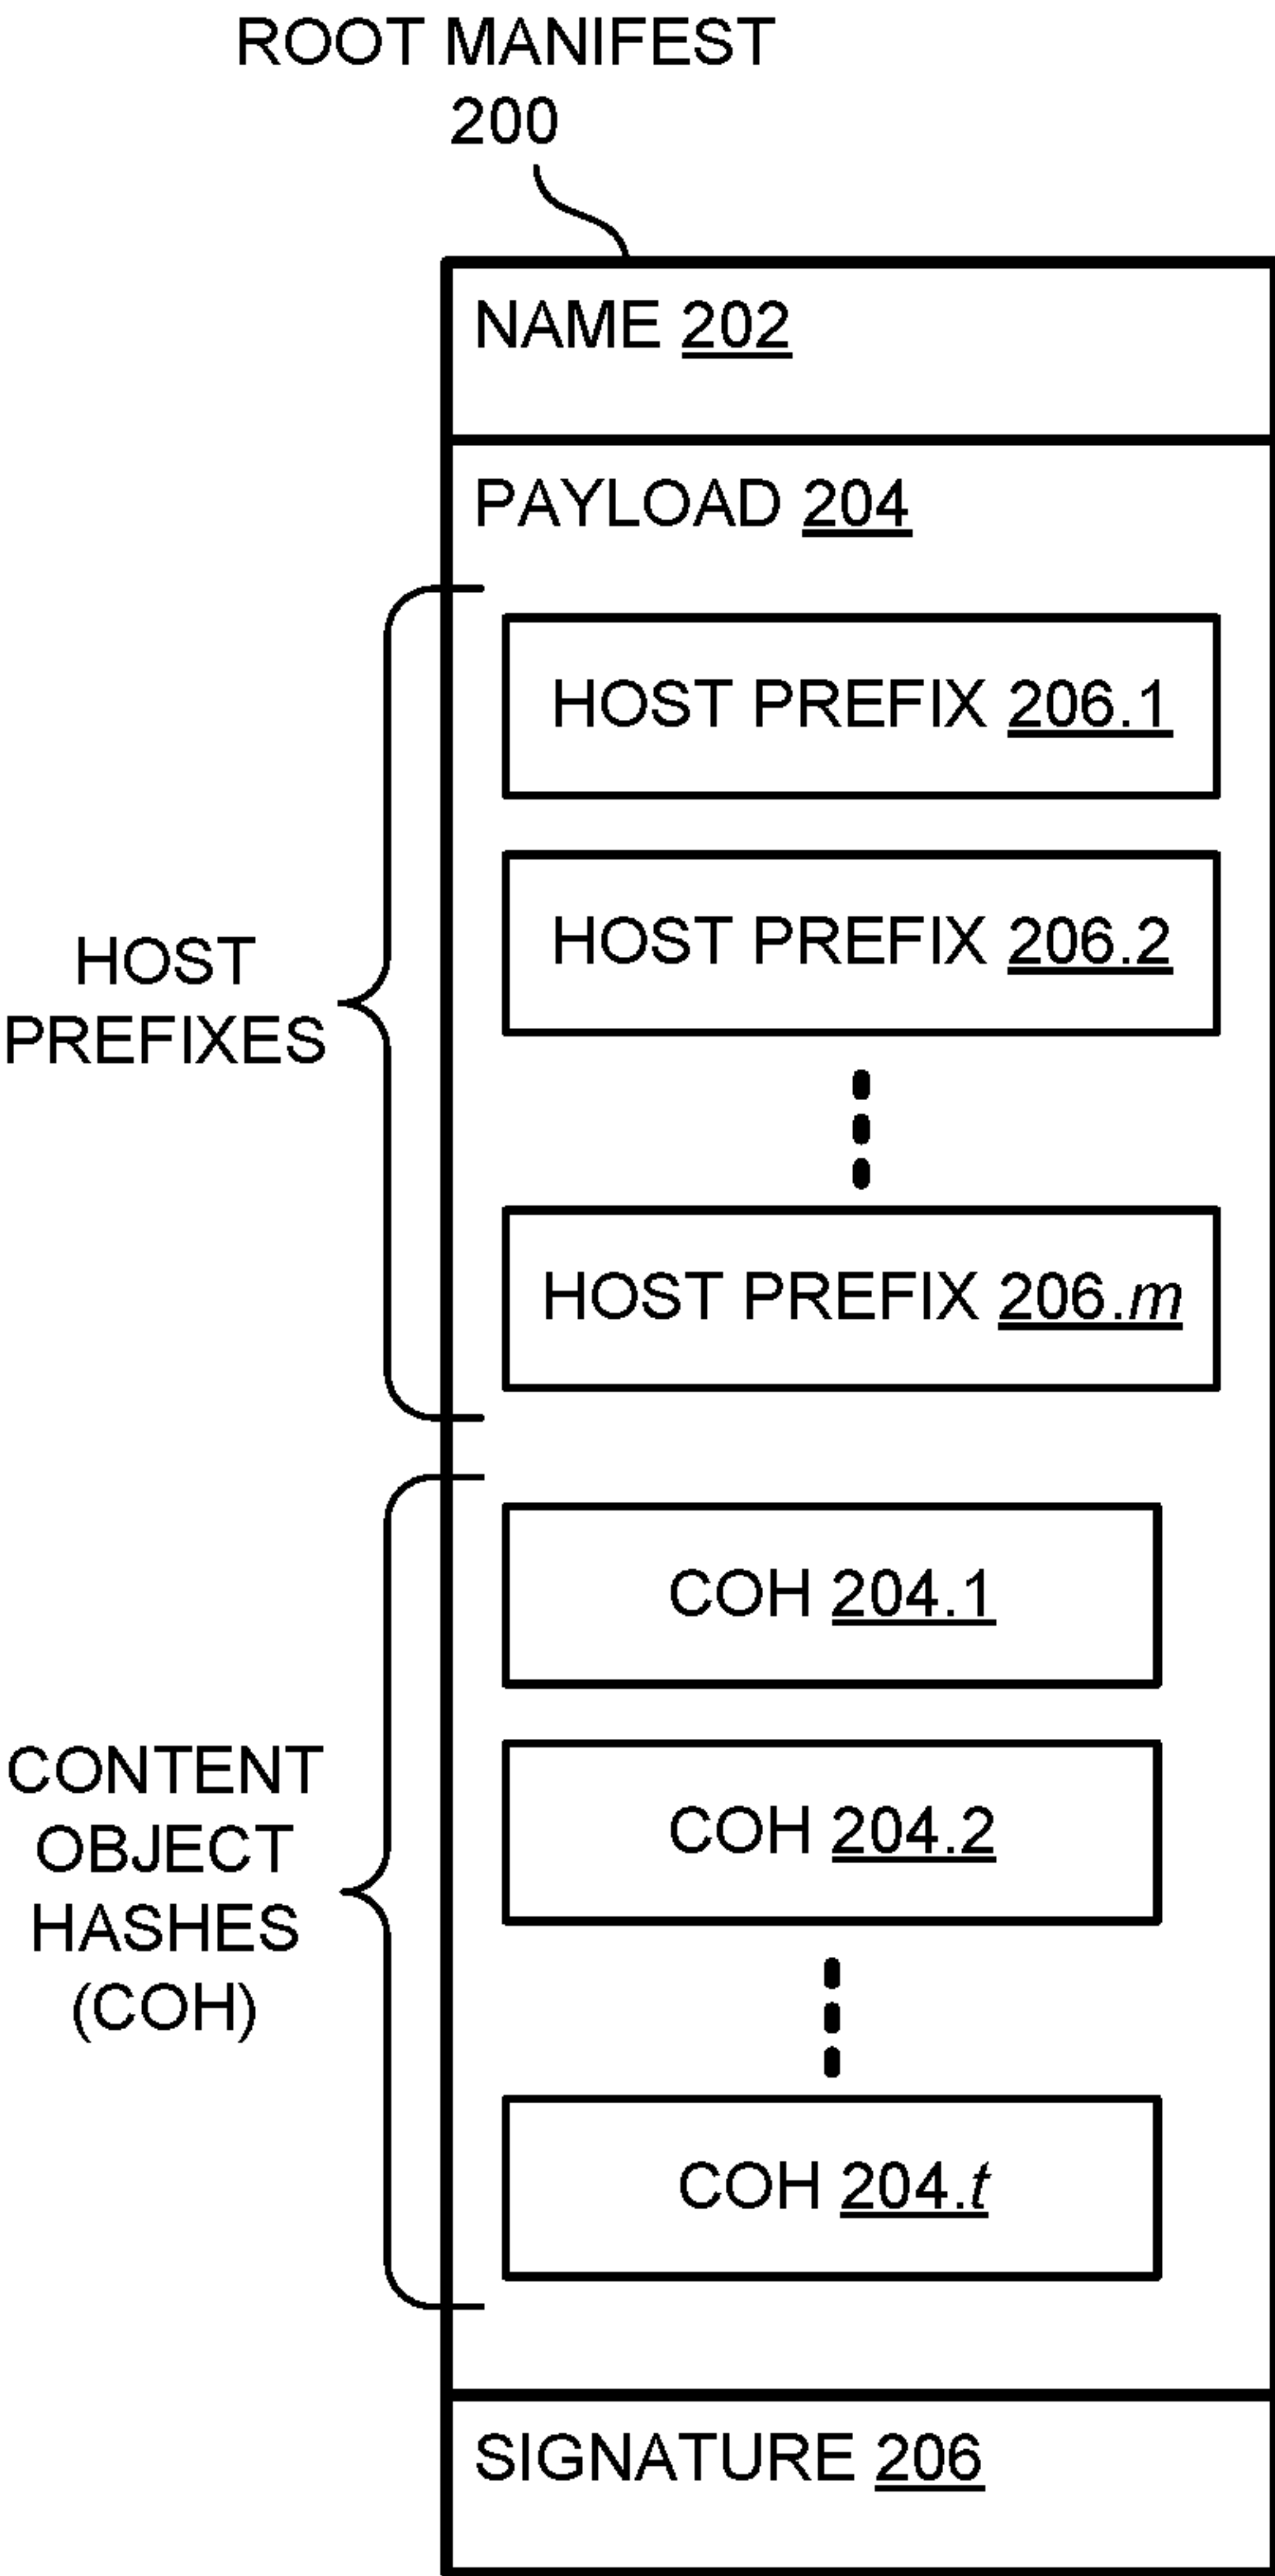 ROOT MANIFEST
200
NAME 202
PAYLOAD 204
HOST PREFIX 206.1
HOST PREFIX 206.2
HOST
PREFIXES
HOST PREFIX 206.m
COH 204.1
COH 204.2
CONTENT
OBJECT
HASHES
(COH)
COH 204.t
SIGNATURE 206